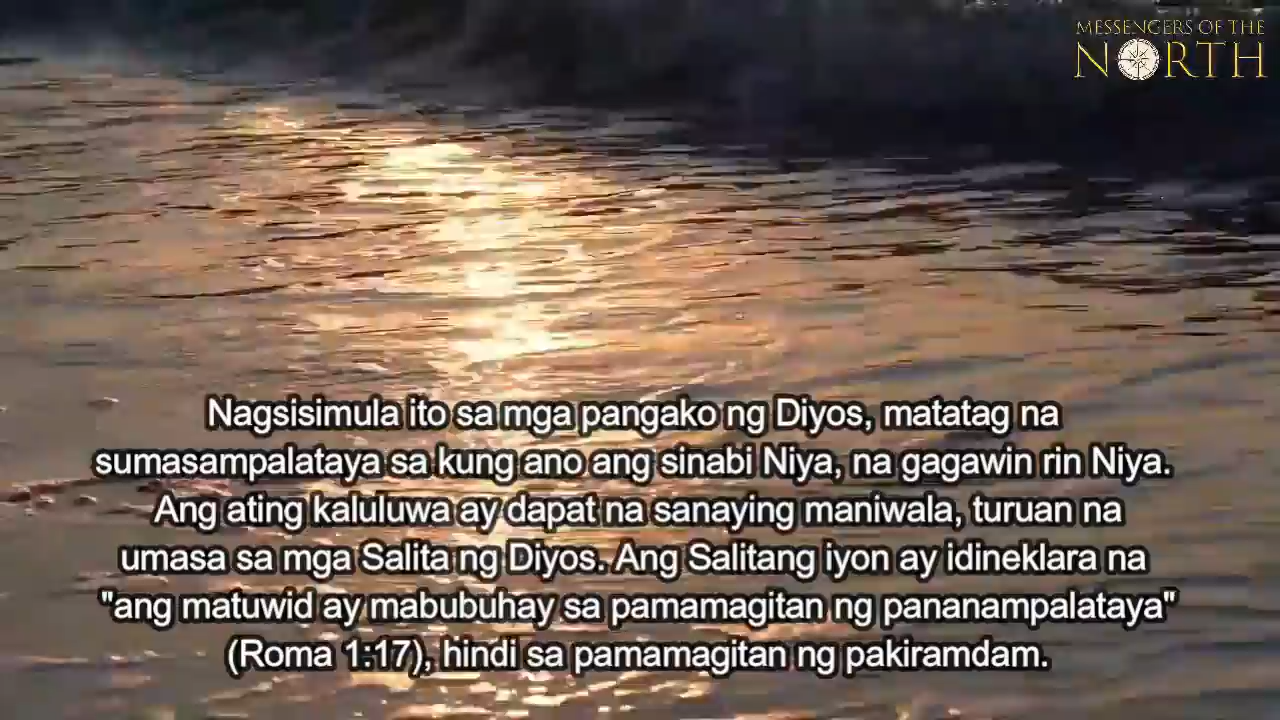 MESSENGERS OF THE
NORTH
Nagsisimula ito sa mga pangako ng Diyos, matatag na
sumasampalataya sa kung ano ang sinabi Niya, na gagawin rin Niya.
Ang ating kaluluwa ay dapat na sanaying maniwala, turuan na
umasa sa mga Salita ng Diyos. Ang Salitang iyon ay idineklara na
"ang matuwid ay mabubuhay sa pamamagitan ng pananampalataya"
(Roma 1:17), hindi sa pamamagitan ng pakiramdam.